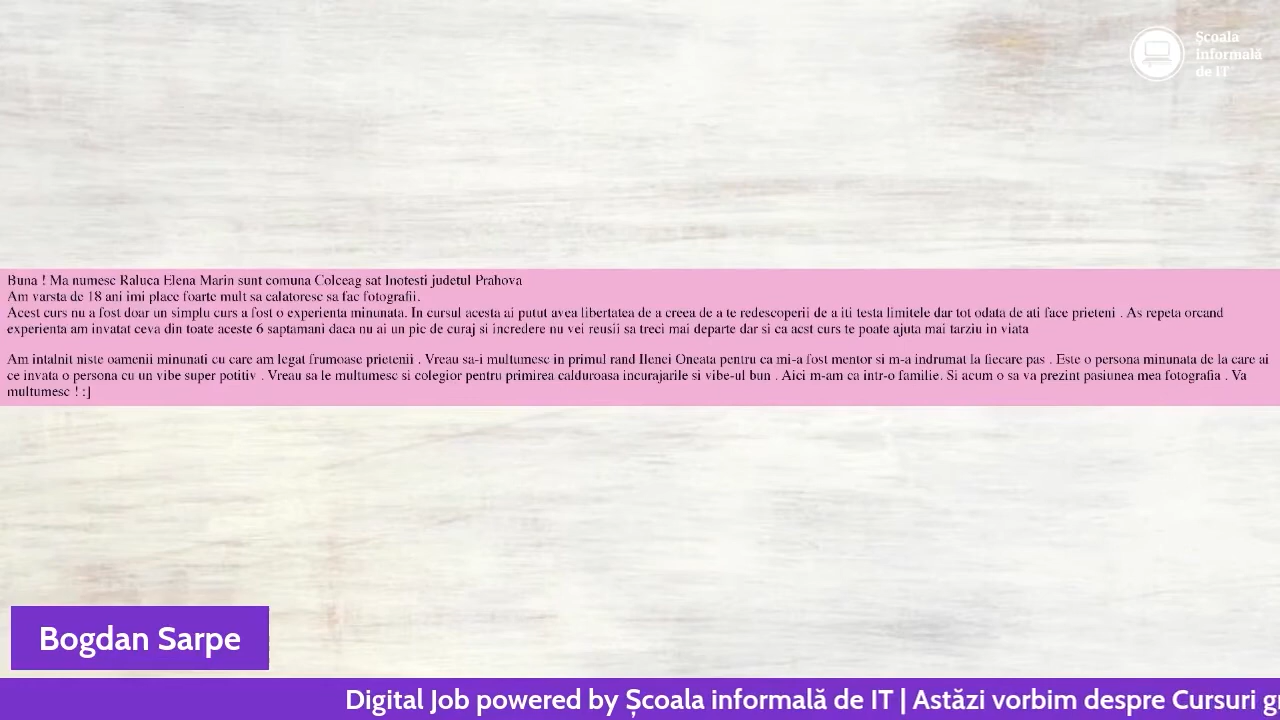 Școala
informală
de IT
Buna ! Ma numesc Raluca Elena Marin sunt comuna Colceag sat Inotesti judetul Prahova
Am varsta de 18 ani imi place foarte mult sa calatoresc sa fac fotografii.
Acest curs nu a fost doar un simplu curs a fost o experienta minunata. In cursul acesta ai putut avea libertatea de a creea de a te redescoperii de a iti testa limitele dar tot odata de ati face prieteni . As repeta orcand
experienta am invatat ceva din toate aceste 6 saptamani daca nu ai un pic de curaj si incredere nu vei reusii sa treci mai departe dar si ca acst curs te poate ajuta mai tarziu in viata
Am intalnit niste oamenii minunati cu care am legat frumoase prietenii . Vreau sa-i multumesc in primul rand Ilenei Oneata pentru ca mi-a fost mentor si m-a indrumat la fiecare pas . Este o persona minunata de la care ai
ce invata o persona cu un vibe super potitiv . Vreau sa le multumesc si colegior pentru primirea calduroasa incurajarile si vibe-ul bun . Aici m-am ca intr-o familie. Si acum o sa va prezint pasiunea mea fotografia . Va
multumesc ! :]
Bogdan Sarpe
Digital Job powered by Școala informală de IT | Astăzi vorbim despre Cursuri g